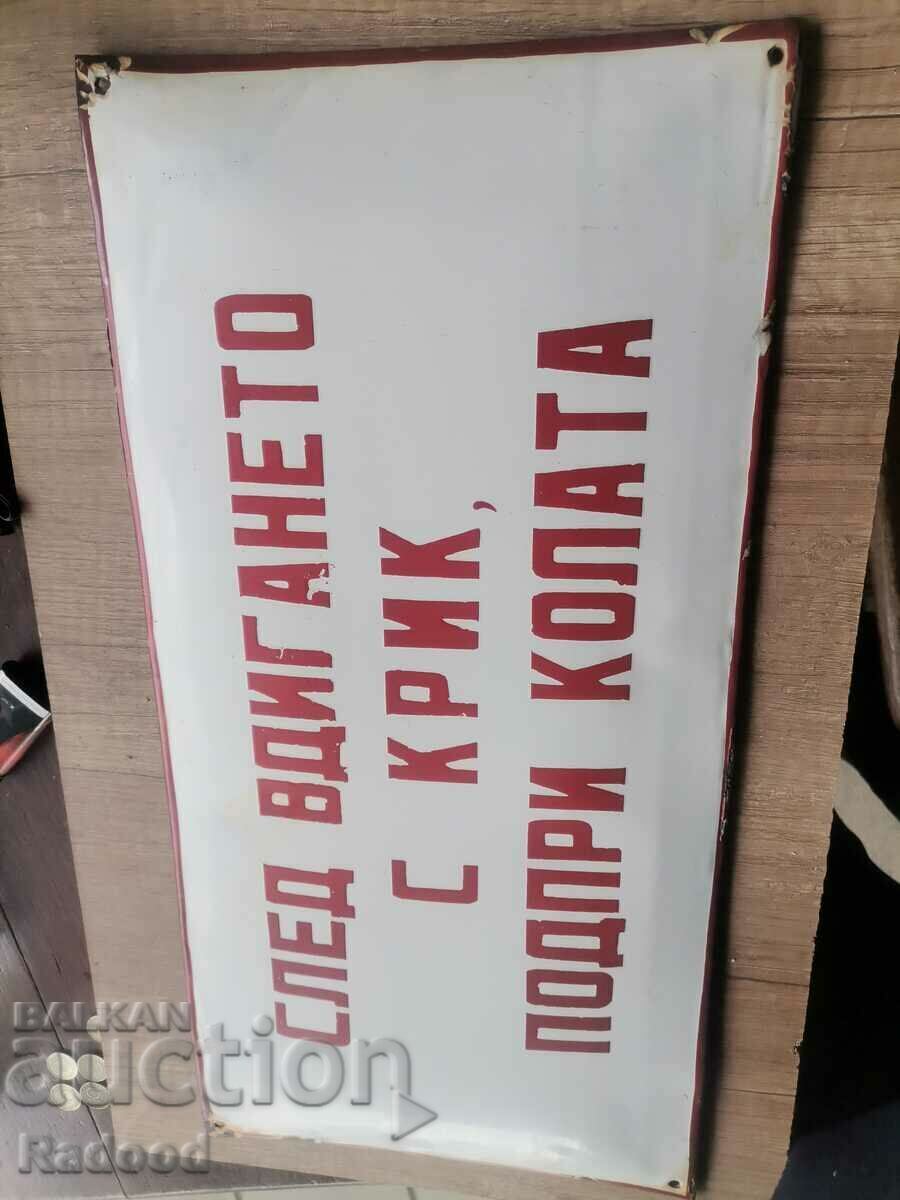 СЛЕД ВДИГАНЕТО
С КРИК,
ПОДПРИ КОЛАТА
BALKAN
auction
Radood